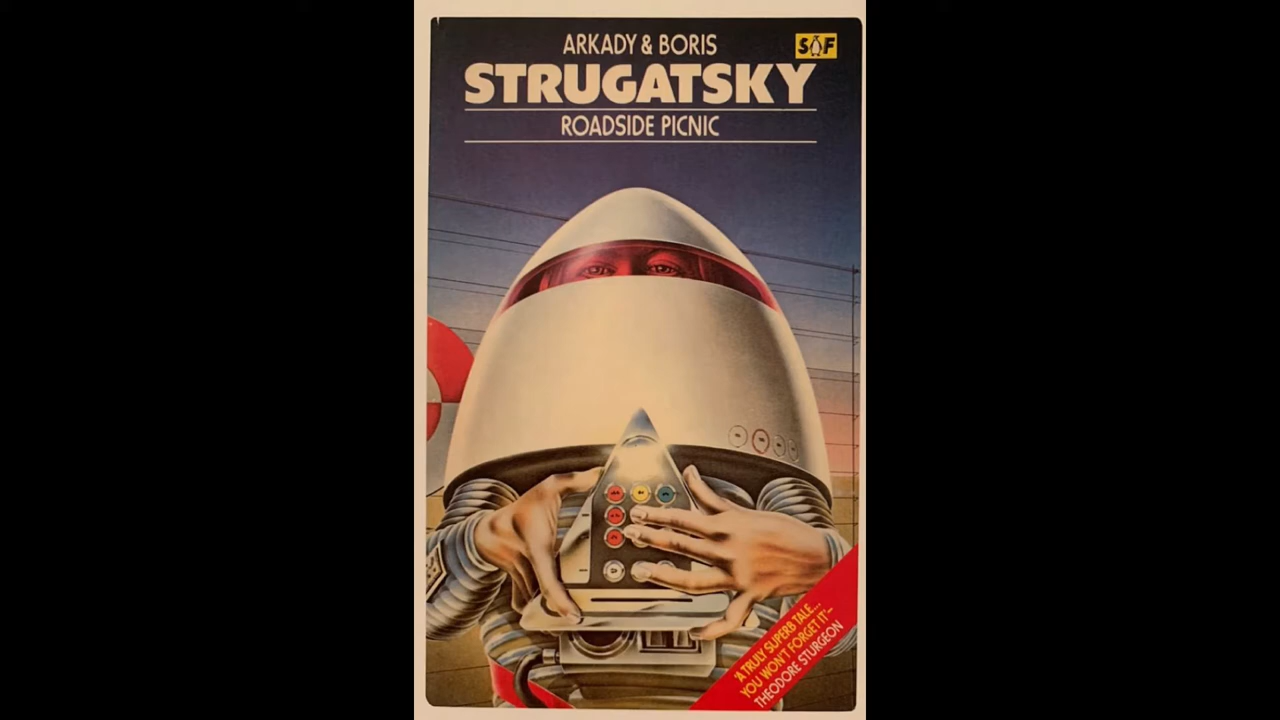 ARKADY & BORIS
SF
STRUGATSKY
ROADSIDE PICNIC
'A TRULY SUPERB TALE...
YOU WON'T FORGET IT'...
THEODORE STURGEON